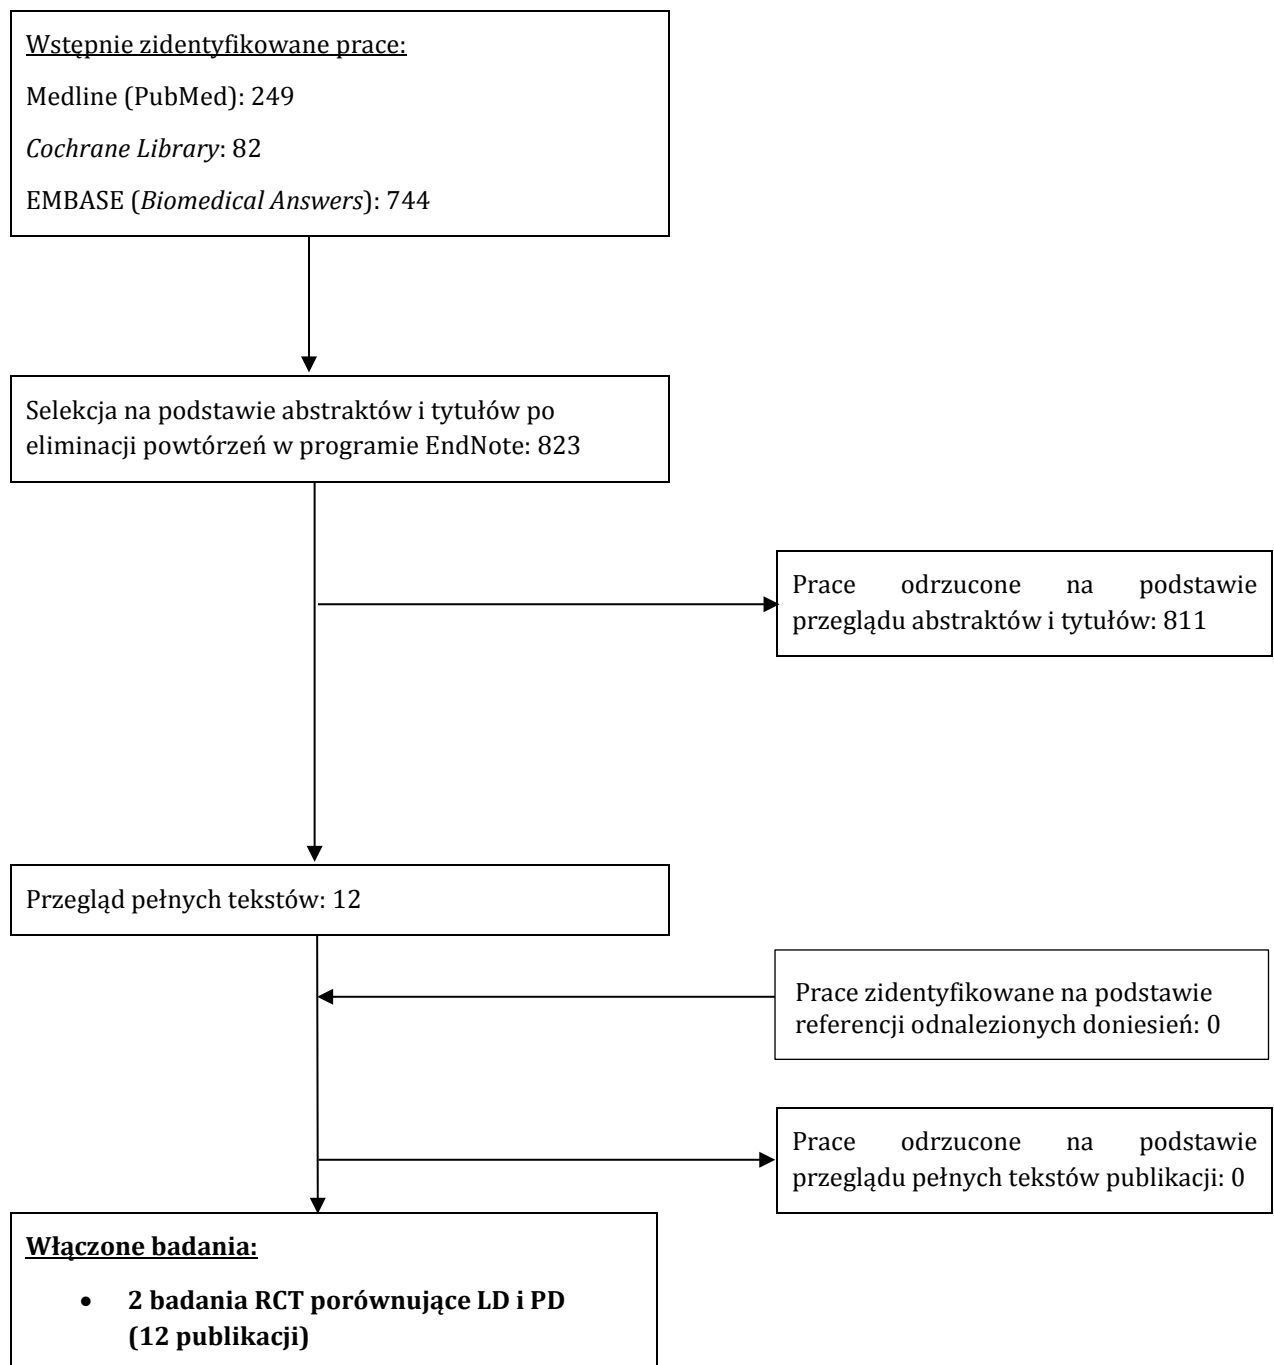 Wstępnie zidentyfikowane prace:
Medline (PubMed): 249
Cochrane Library: 82
EMBASE (Biomedical Answers): 744
Selekcja na podstawie abstraktów i tytułów po
eliminacji powtórzeń w programie EndNote: 823
Prace odrzucone na podstawie
przeglądu abstraktów i tytułów: 811
Przegląd pełnych tekstów: 12
Prace zidentyfikowane na podstawie
referencji odnalezionych doniesień: 0
Prace odrzucone na podstawie
przeglądu pełnych tekstów publikacji: 0
Włączone badania:
• 2 badania RCT porównujące LD i PD
(12 publikacji)